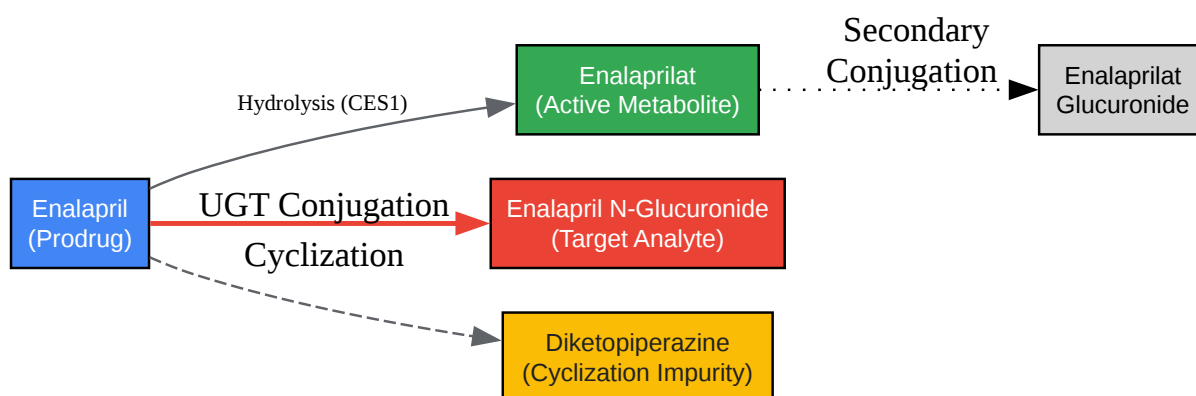 Secondary
Conjugation
Enalaprilat
(Active Metabolite)
Enalaprilat
Glucuronide
Hydrolysis (CES1)
Enalapril
(Prodrug)
UGT Conjugation
Enalapril N-Glucuronide
(Target Analyte)
Cyclization
Diketopiperazine
(Cyclization Impurity)